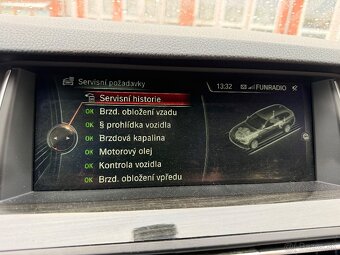 Servisní požadavky
13:32 FUNRADIO
Servisní historie
OK Brzd. obložení vzadu
OK § prohlídka vozidla
OK Brzdová kapalina
OK Motorový olej
OK Kontrola vozidla
OK Brzd. obložení vpředu